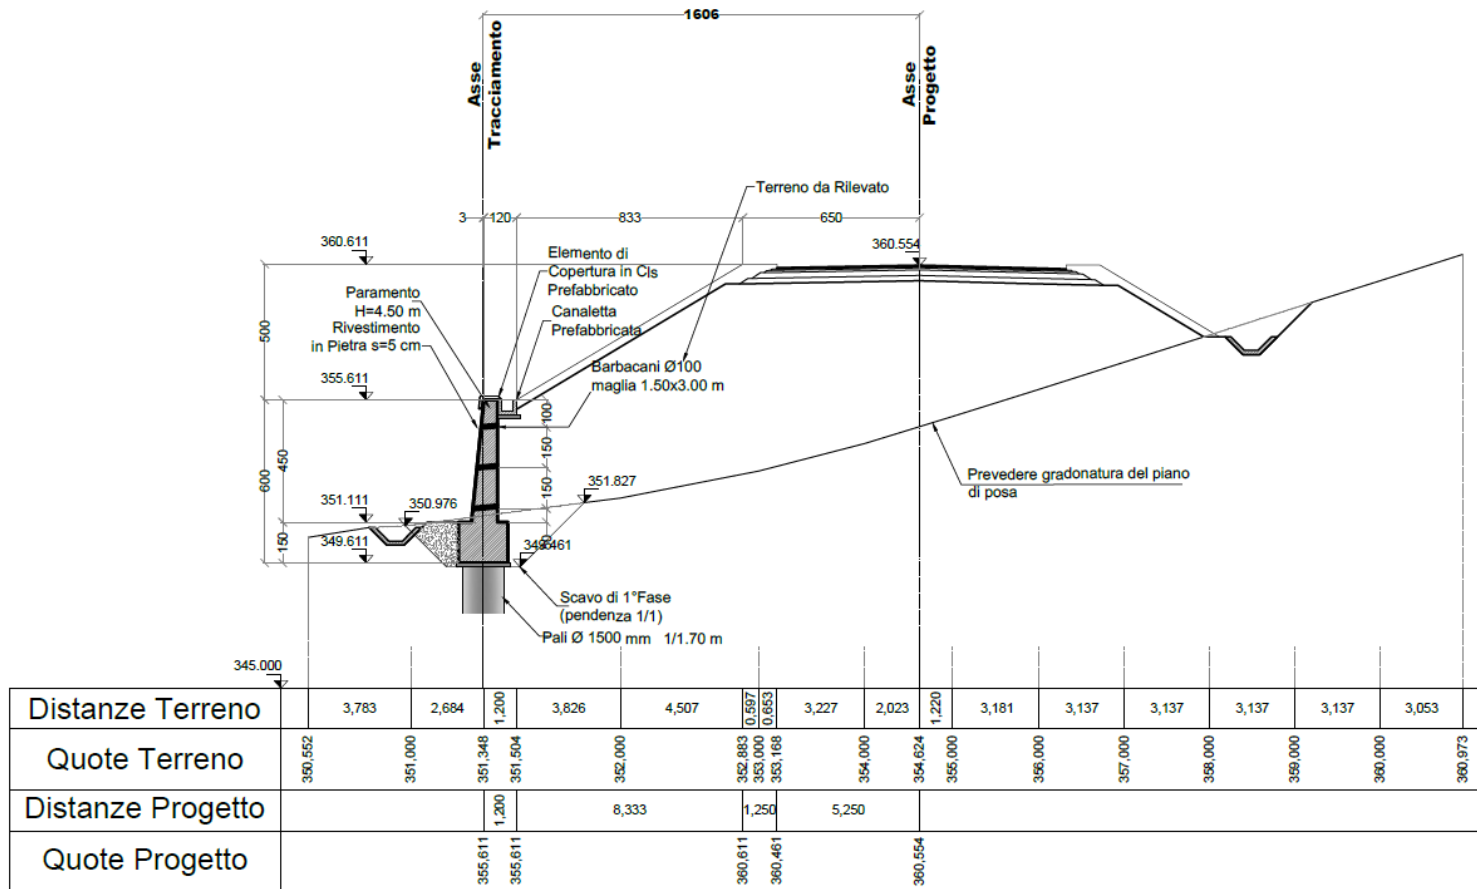 1606
Asse
Tracciamento
Asse
Progetto
Terreno da Rilevato
3
120
833
650
360.611
360.554
Elemento di
Copertura in Cls
Prefabbricato
Paramento
H=4.50 m
Rivestimento
in Pietra s=5 cm
Canaletta
Prefabbricata
Barbacani Ø100
maglia 1.50x3.00 m
500
355.611
100
150
150
450
600
150
351.827
351.111
350.976
349.611
349.461
Prevedere gradonatura del piano
di posa
Scavo di 1°Fase
(pendenza 1/1)
Pali Ø 1500 mm 1/1.70 m
345.000
Distanze Terreno
3,783
2,684
1,200
3,826
4,507
0,597
0,653
3,227
2,023
1,220
3,181
3,137
3,137
3,137
3,137
3,053
Quote Terreno
350,552
351,000
351,348
351,504
352,000
352,883
353,000
353,168
354,000
354,624
355,000
356,000
357,000
358,000
359,000
360,000
360,973
Distanze Progetto
1,200
8,333
1,250
5,250
Quote Progetto
355,611
355,611
360,611
360,461
360,554